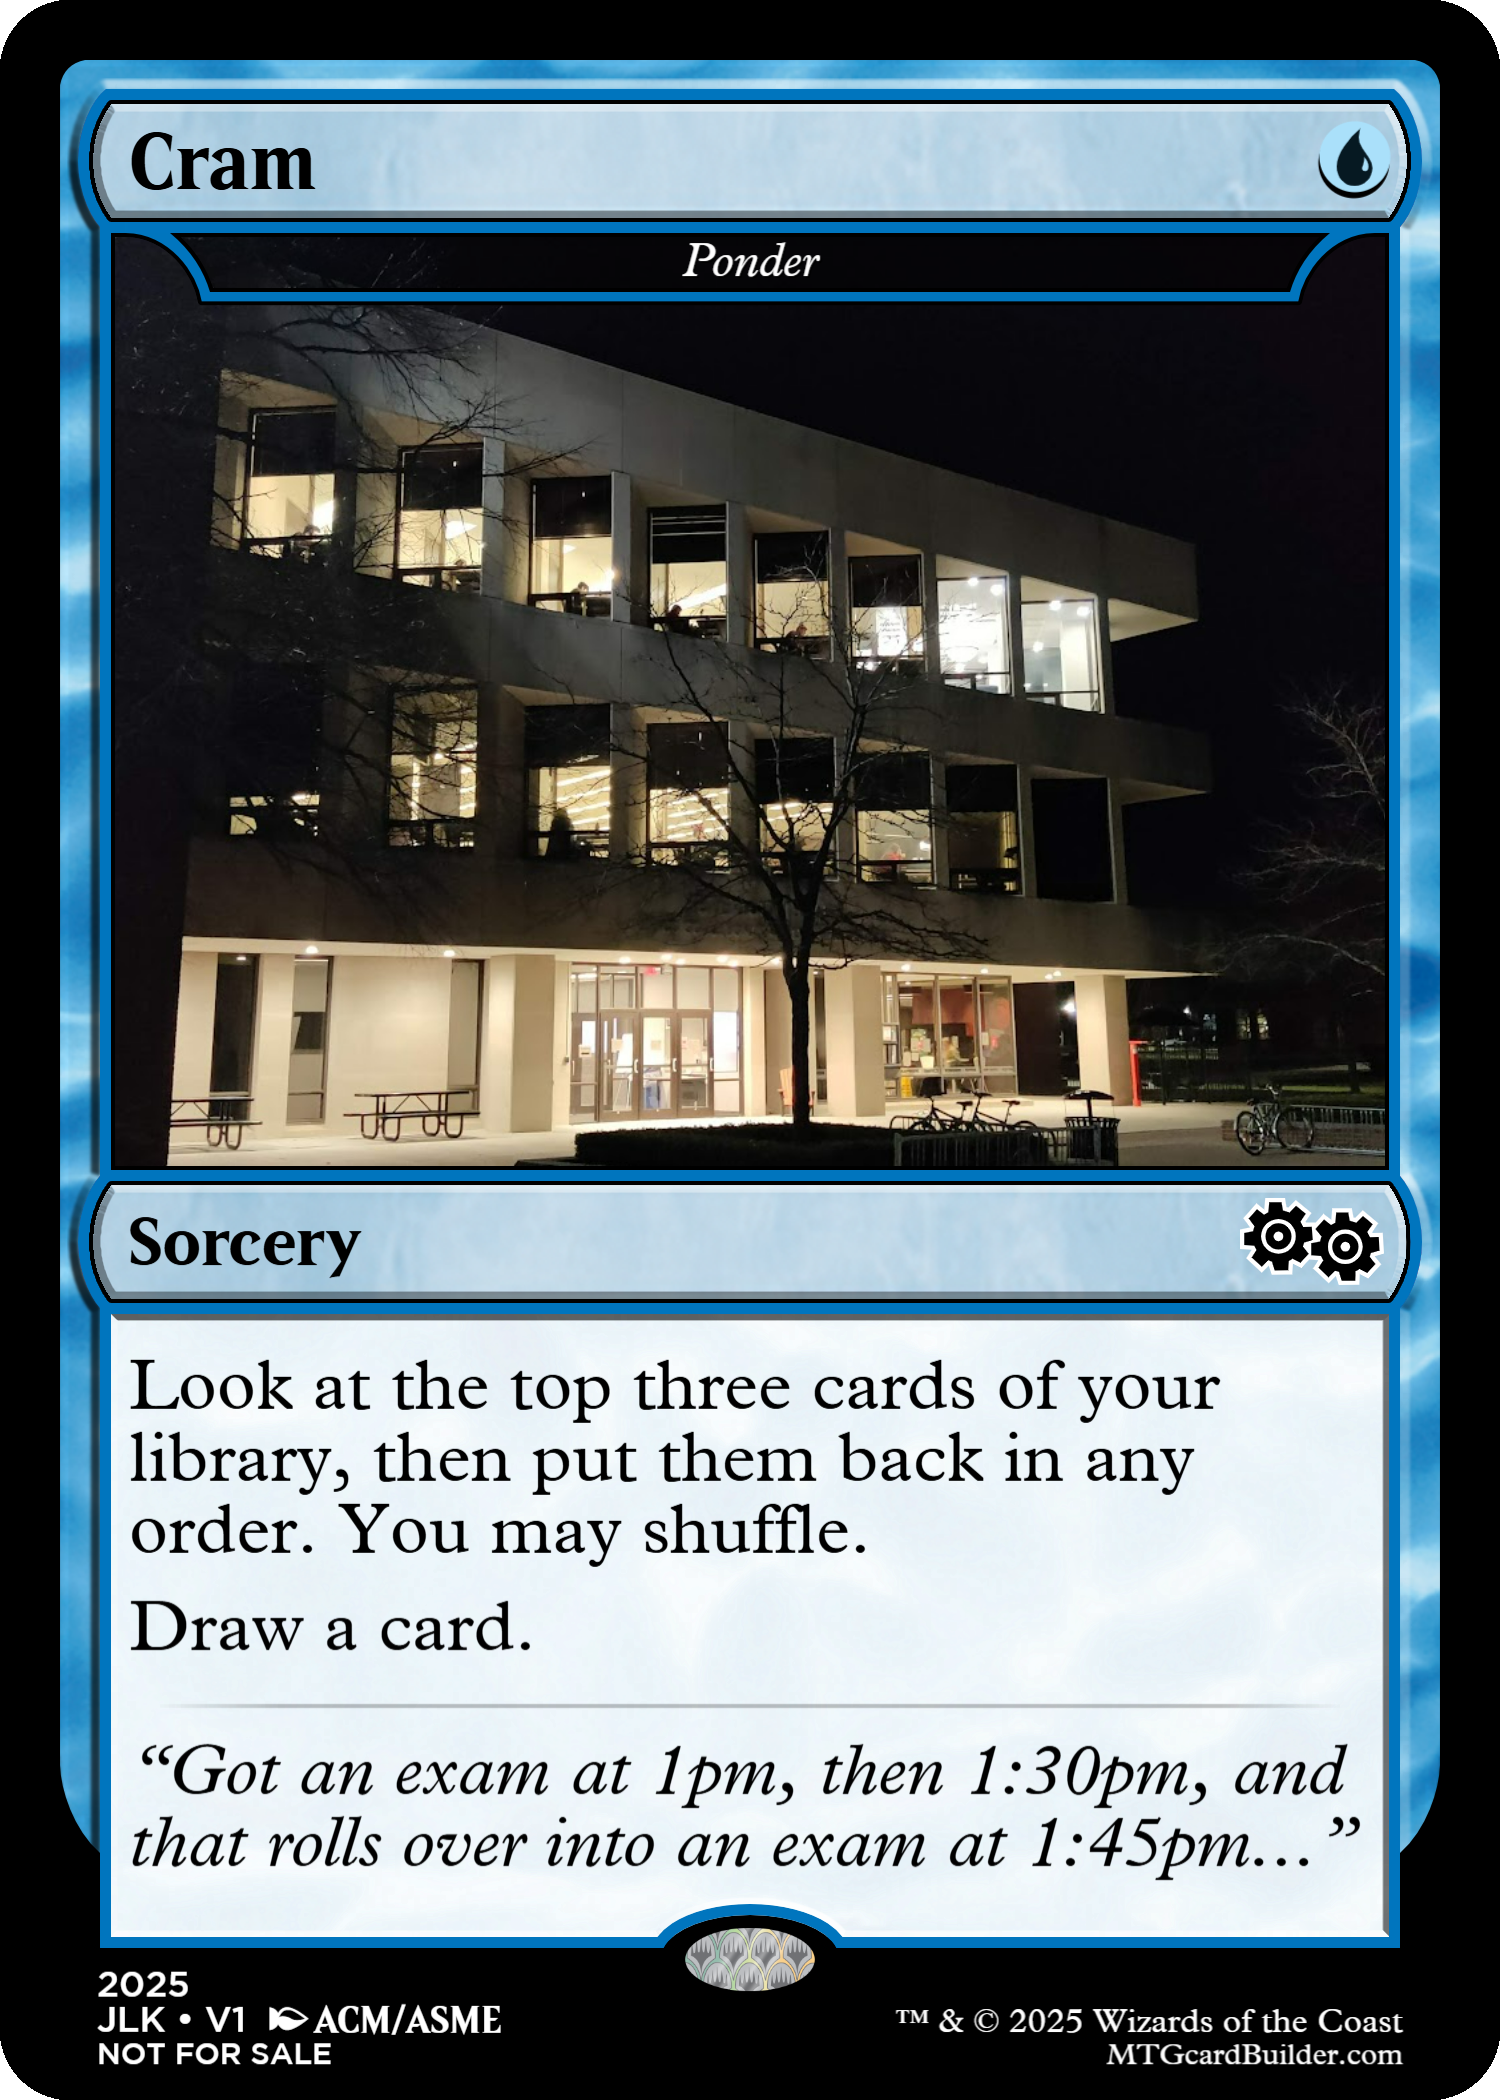 Cram
Ponder
Sorcery
Look at the top three cards of your
library, then put them back in any
order. You may shuffle.
Draw a card.
“Got an exam at 1pm, then 1:30pm, and
that rolls over into an exam at 1:45pm...”
2025
JLK • V1 ACM/ASME
NOT FOR SALE
™ & © 2025 Wizards of the Coast
MTGcardBuilder.com